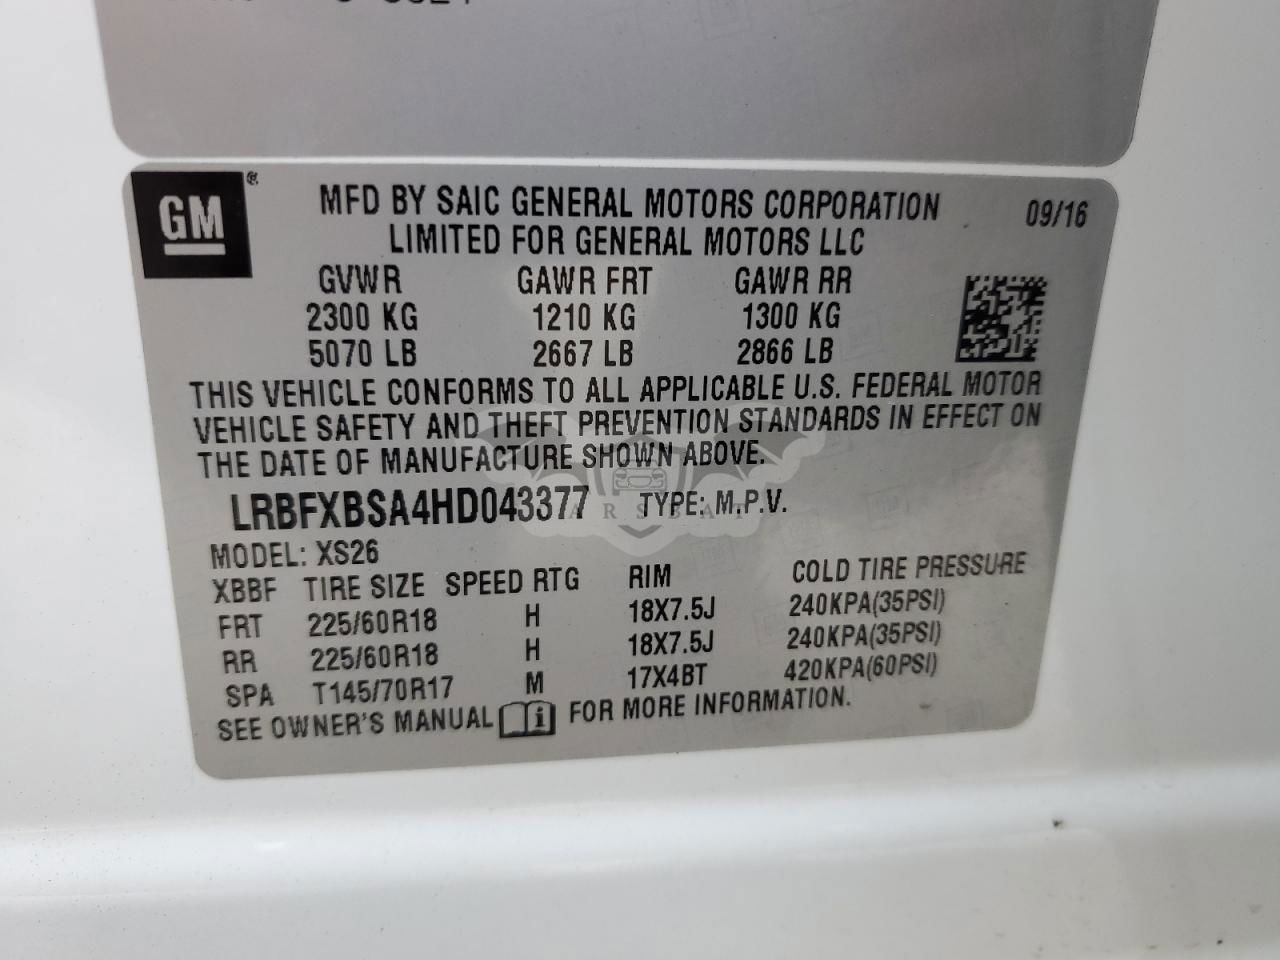 GM®
MFD BY SAIC GENERAL MOTORS CORPORATION 09/16
LIMITED FOR GENERAL MOTORS LLC
GVWR GAWR FRT GAWR RR
2300 KG 1210 KG 1300 KG
5070 LB 2667 LB 2866 LB
THIS VEHICLE CONFORMS TO ALL APPLICABLE U.S. FEDERAL MOTOR
VEHICLE SAFETY AND THEFT PREVENTION STANDARDS IN EFFECT ON
THE DATE OF MANUFACTURE SHOWN ABOVE.
LRBFXBSA4HD043377 TYPE: M.P.V.
MODEL: XS26
XBBF TIRE SIZE SPEED RTG RIM COLD TIRE PRESSURE
FRT 225/60R18 H 18X7.5J 240KPA(35PSI)
RR 225/60R18 H 18X7.5J 240KPA(35PSI)
SPA T145/70R17 M 17X4BT 420KPA(60PSI)
SEE OWNER'S MANUAL i FOR MORE INFORMATION.